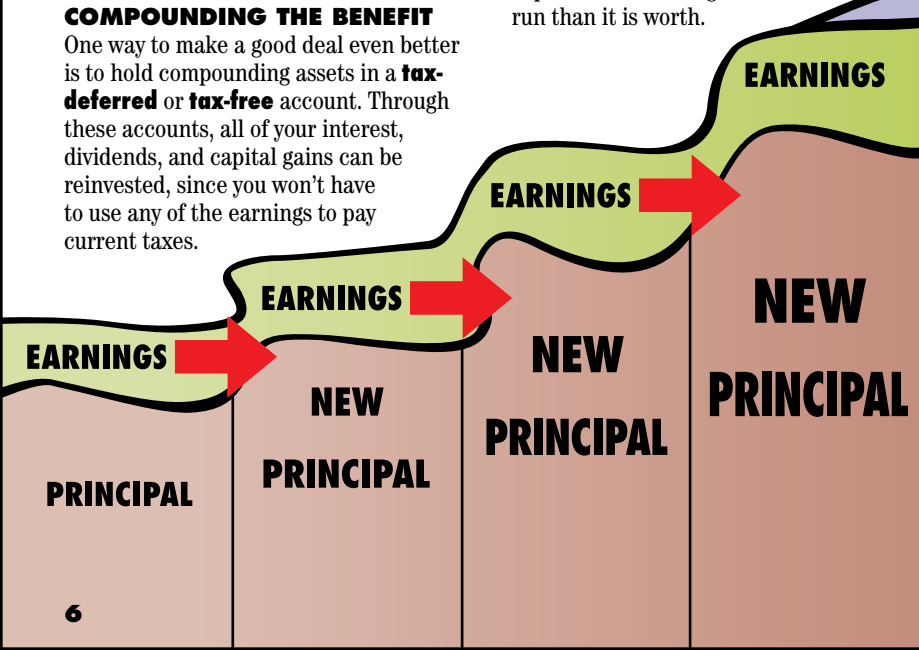 COMPOUNDING THE BENEFIT
One way to make a good deal even better
is to hold compounding assets in a tax-
deferred or tax-free account. Through
these accounts, all of your interest,
dividends, and capital gains can be
reinvested, since you won't have
to use any of the earnings to pay
current taxes.
run than it is worth.
EARNINGS
EARNINGS
EARNINGS
EARNINGS
PRINCIPAL
NEW
PRINCIPAL
NEW
PRINCIPAL
NEW
PRINCIPAL
6